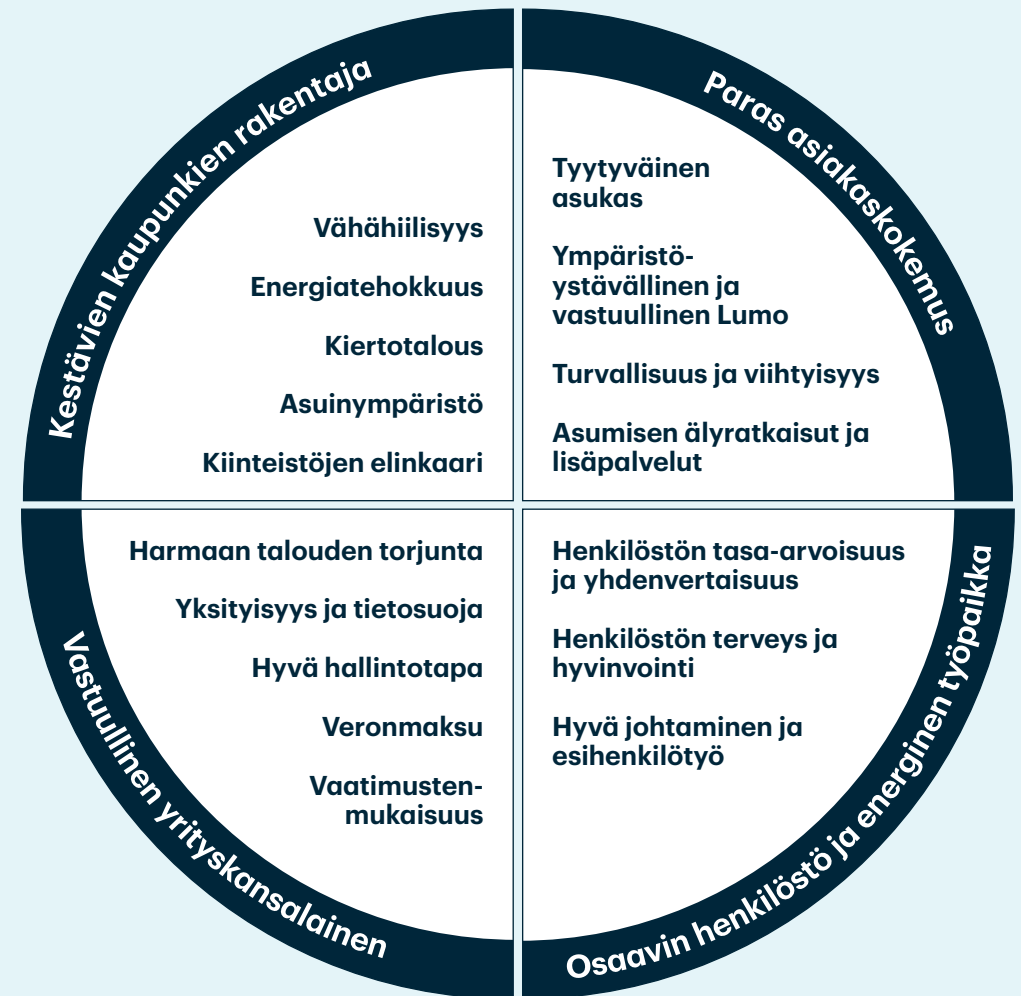 Kestävien kaupunkien rakentaja
Vähähiilisyys
Energiatehokkuus
Kiertotalous
Asuinympäristö
Kiinteistöjen elinkaari
Paras asiakaskokemus
Tyytyväinen
asukas
Ympäristö-
ystävällinen ja
vastuullinen Lumo
Turvallisuus ja viihtyisyys
Asumisen älyratkaisut ja
lisäpalvelut
Vastuullinen yrityskansalainen
Harmaan talouden torjunta
Yksityisyys ja tietosuoja
Hyvä hallintotapa
Veronmaksu
Vaatimusten-
mukaisuus
Osaavin henkilöstö ja energinen työpaikka
Henkilöstön tasa-arvoisuus
ja yhdenvertaisuus
Henkilöstön terveys ja
hyvinvointi
Hyvä johtaminen ja
esihenkilötyö